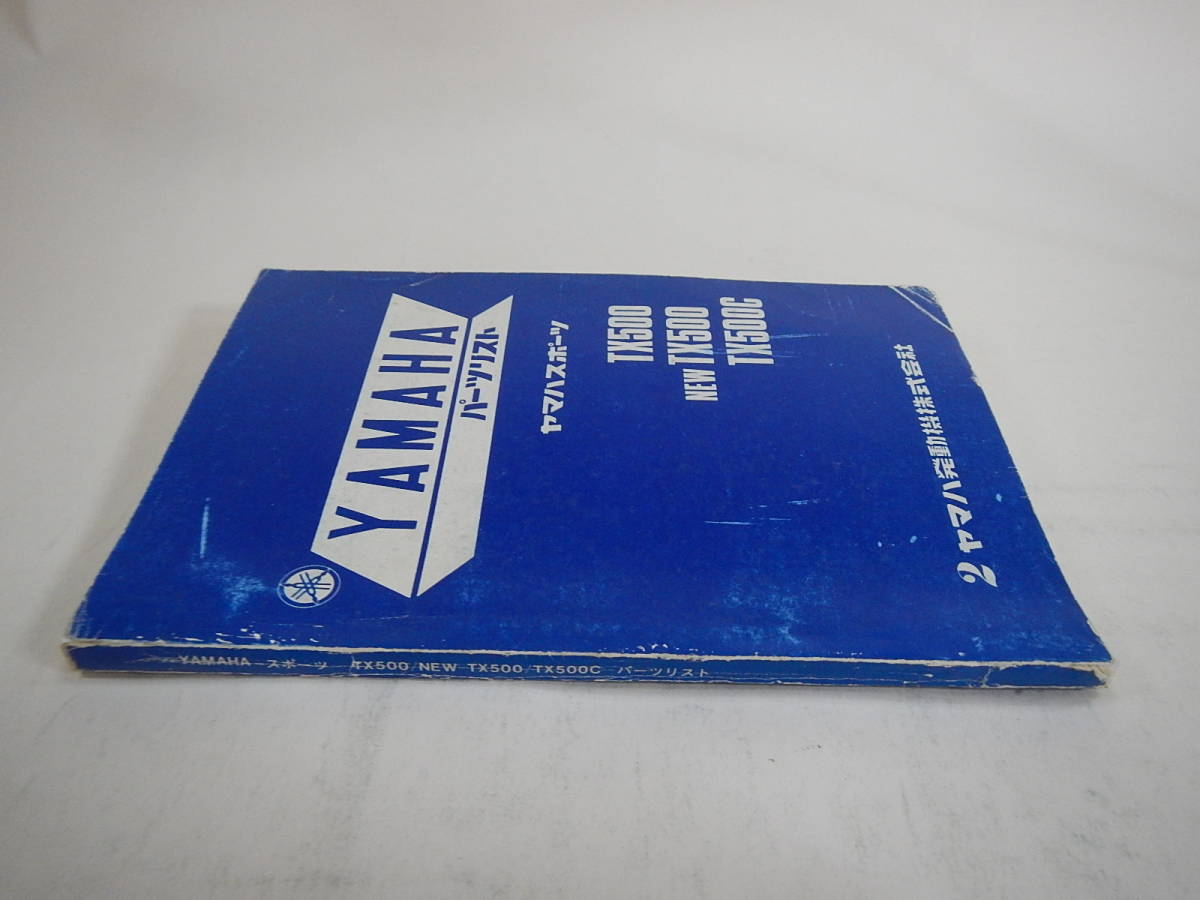 YAMAHA
パーツリスト
ヤマハスポーツ
TX500
NEW TX500
TX500C
2 ヤマハ発動機株式会社
YAMAHA スポーツ TX500/NEW TX500/TX500C パーツリスト